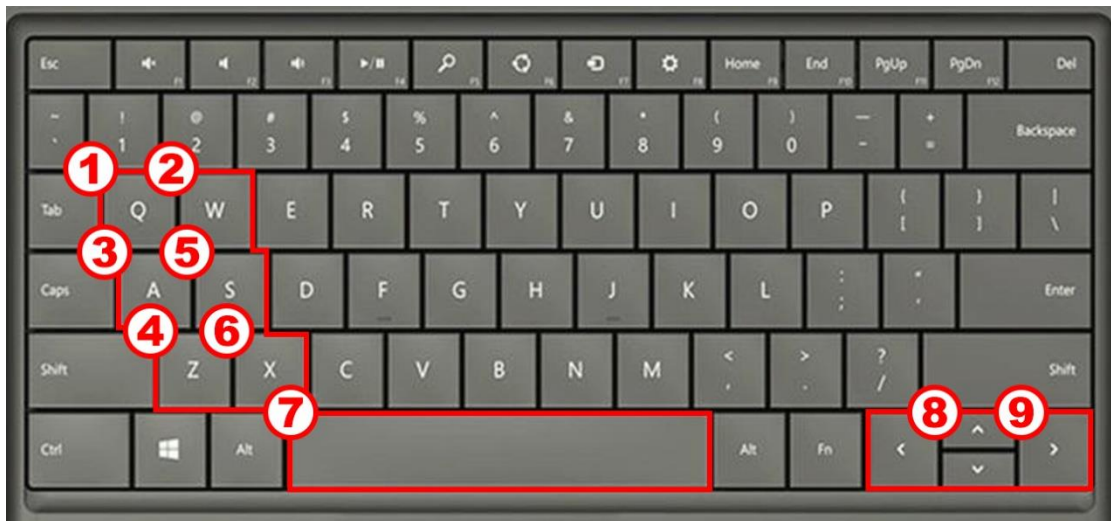 Esc F1 F2 F3 F4 F5 F6 F7 F8 Home F9 End F10 PgUp F11 PgDn F12 Del
~ ! @ # $ % ^ & * ( ) — +
` 1 2 3 4 5 6 7 8 9 0 - = Backspace
① ②
Tab Q W E R T Y U I O P { [ } ] | \
③ ⑤
Caps A S D F G H J K L : ; " ' Enter
④ ⑥
Shift Z X C V B N M < , > . ? / Shift
⑦ ⑧ ⑨
Ctrl Alt Alt Fn < ^ v >